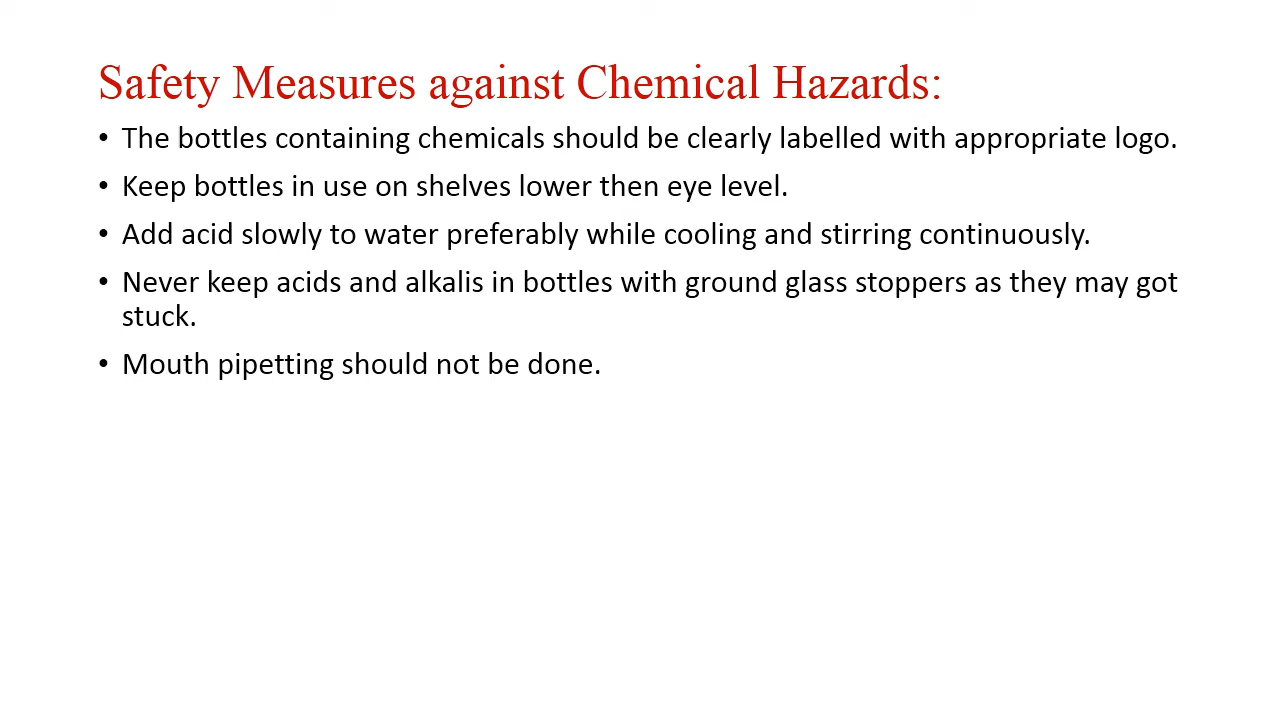 Safety Measures against Chemical Hazards:
• The bottles containing chemicals should be clearly labelled with appropriate logo.
• Keep bottles in use on shelves lower then eye level.
• Add acid slowly to water preferably while cooling and stirring continuously.
• Never keep acids and alkalis in bottles with ground glass stoppers as they may got
stuck.
• Mouth pipetting should not be done.